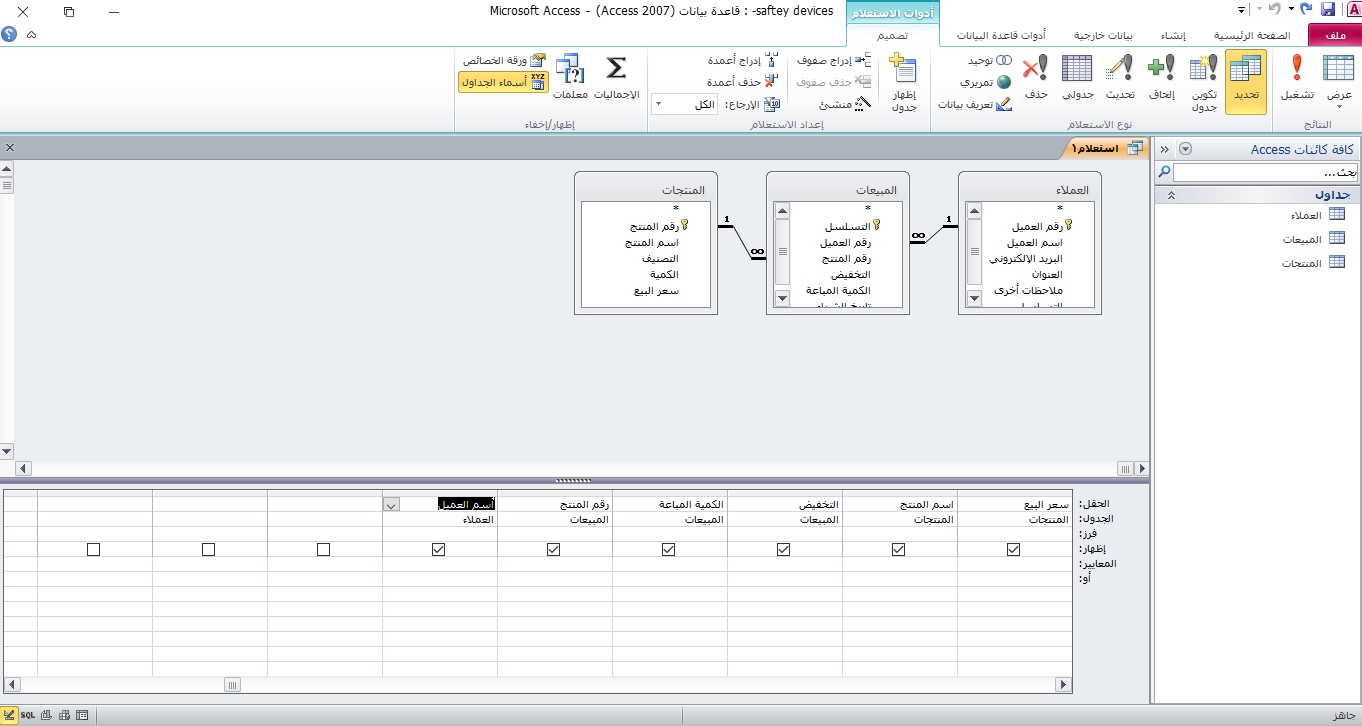 أدوات الاستعلام
saftey devices- : قاعدة بيانات (Access 2007) - Microsoft Access
ملف
الصفحة الرئيسية
إنشاء
بيانات خارجية
أدوات قاعدة البيانات
تصميم
عرض
تشغيل
النتائج
تحديد
تكوين جدول
إلحاق
تحديث
جدولي
حذف
توحيد
تمريري
تعريف بيانات
نوع الاستعلام
إظهار جدول
إدراج صفوف
حذف صفوف
منشئ
إدراج أعمدة
حذف أعمدة
الإرجاع: الكل
إعداد الاستعلام
الإجماليات
معلمات
ورقة الخصائص
أسماء الجداول
إظهار/إخفاء
كافة كائنات Access
بحث...
جداول
العملاء
المبيعات
المنتجات
استعلام١
العملاء
*
رقم العميل
اسم العميل
البريد الإلكتروني
العنوان
ملاحظات أخرى
1
∞
المبيعات
*
التسلسل
رقم العميل
رقم المنتج
التخفيض
الكمية المباعة
تاريخ الشراء
1
∞
المنتجات
*
رقم المنتج
اسم المنتج
التصنيف
الكمية
سعر البيع
الحقل: سعر البيع اسم المنتج التخفيض الكمية المباعة رقم المنتج اسم العميل
الجدول: المنتجات المنتجات المبيعات المبيعات المبيعات العملاء
فرز:
إظهار:
المعايير:
أو:
جاهز
SQL